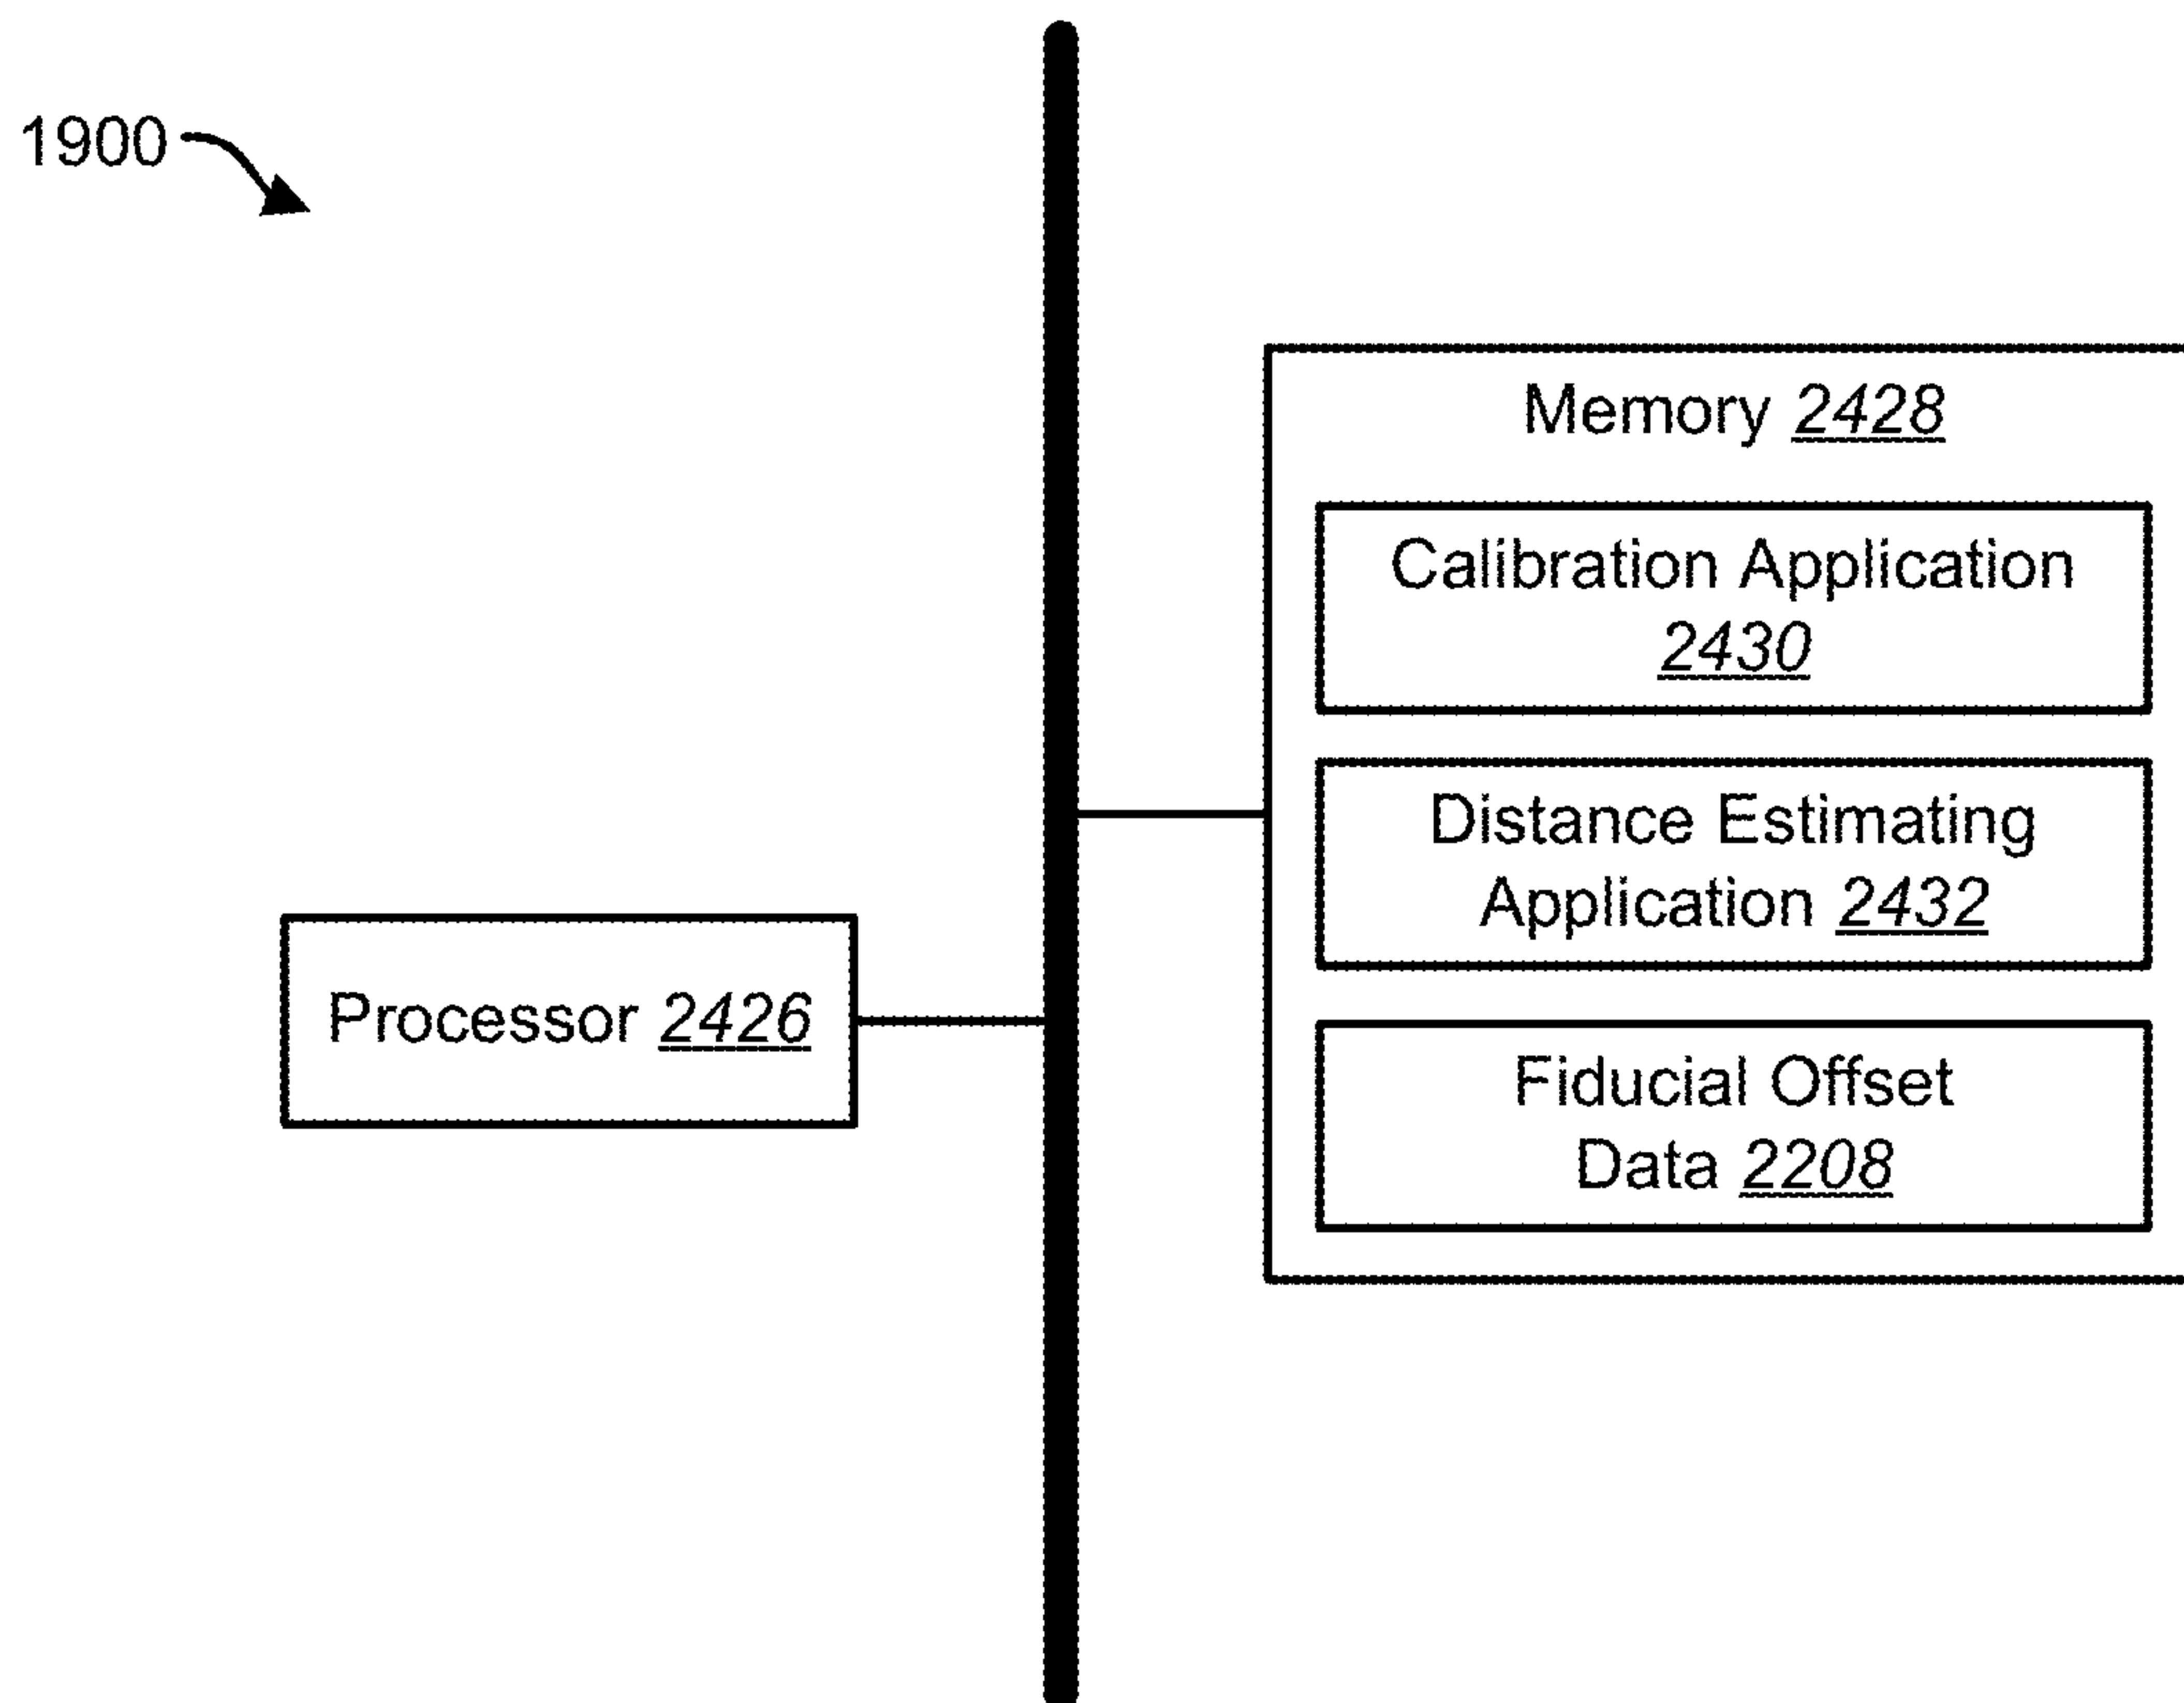 1900
Memory 2428
Calibration Application
2430
Distance Estimating
Application 2432
Processor 2426
Fiducial Offset
Data 2208